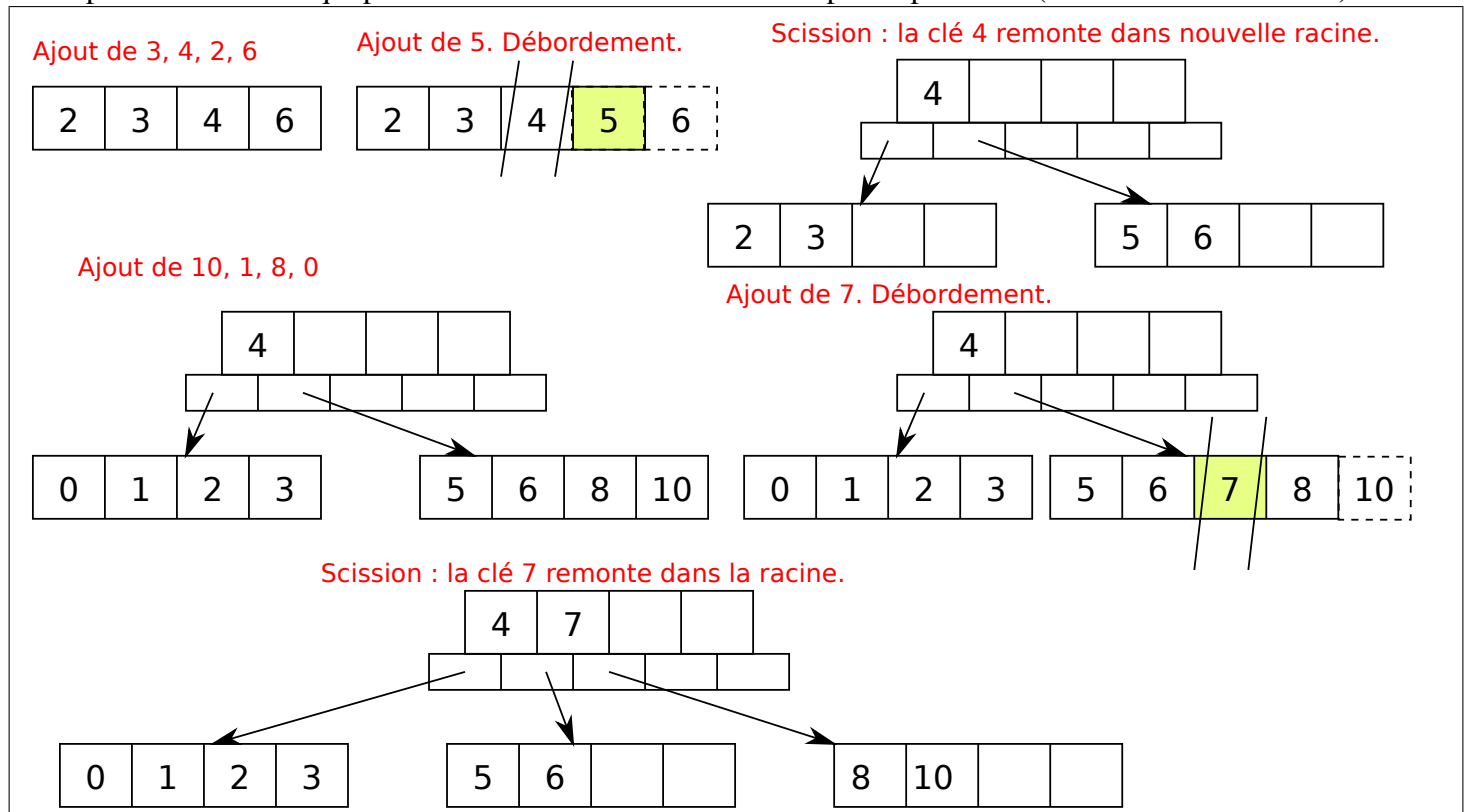 Ajout de 3, 4, 2, 6
2 3 4 6
Ajout de 5. Débordement.
2 3 4 5 6
Scission : la clé 4 remonte dans nouvelle racine.
4
2 3
5 6
Ajout de 10, 1, 8, 0
4
0 1 2 3
5 6 8 10
Ajout de 7. Débordement.
4
0 1 2 3
5 6 7 8 10
Scission : la clé 7 remonte dans la racine.
4 7
0 1 2 3
5 6
8 10